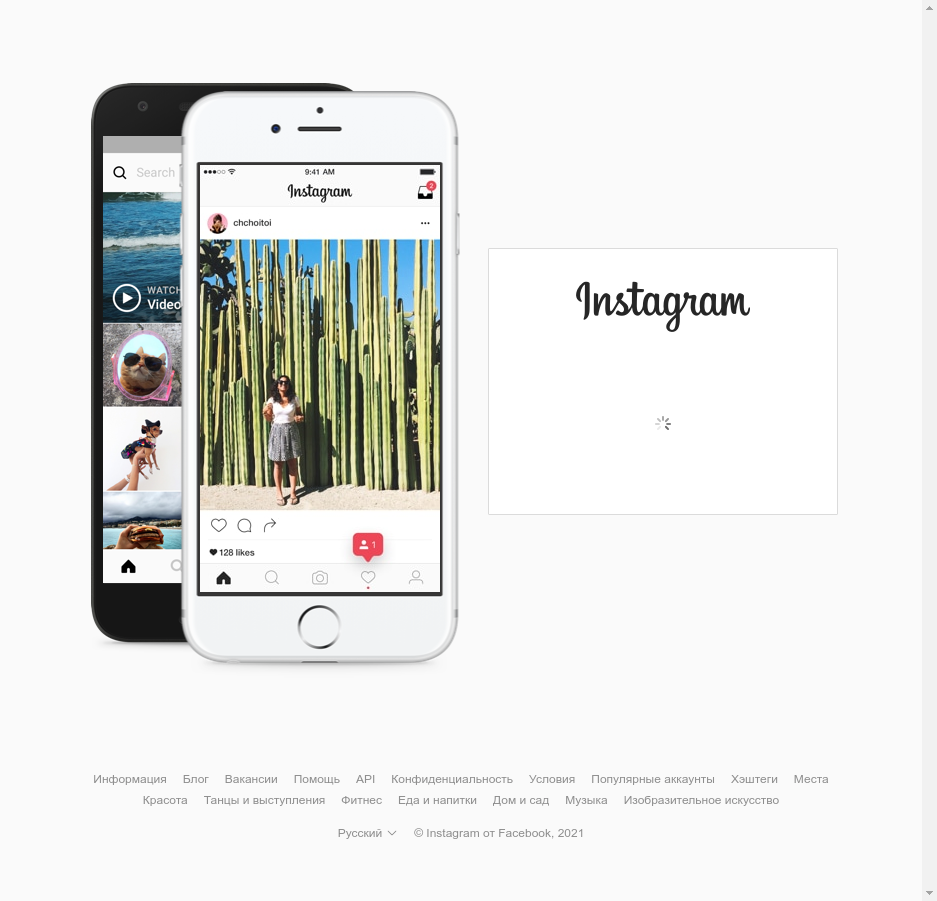 Search
WATCH
Video
9:41 AM
Instagram
2
chchoitoi
128 likes
1
Instagram
Информация Блог Вакансии Помощь API Конфиденциальность Условия Популярные аккаунты Хэштеги Места
Красота Танцы и выступления Фитнес Еда и напитки Дом и сад Музыка Изобразительное искусство
Русский © Instagram от Facebook, 2021